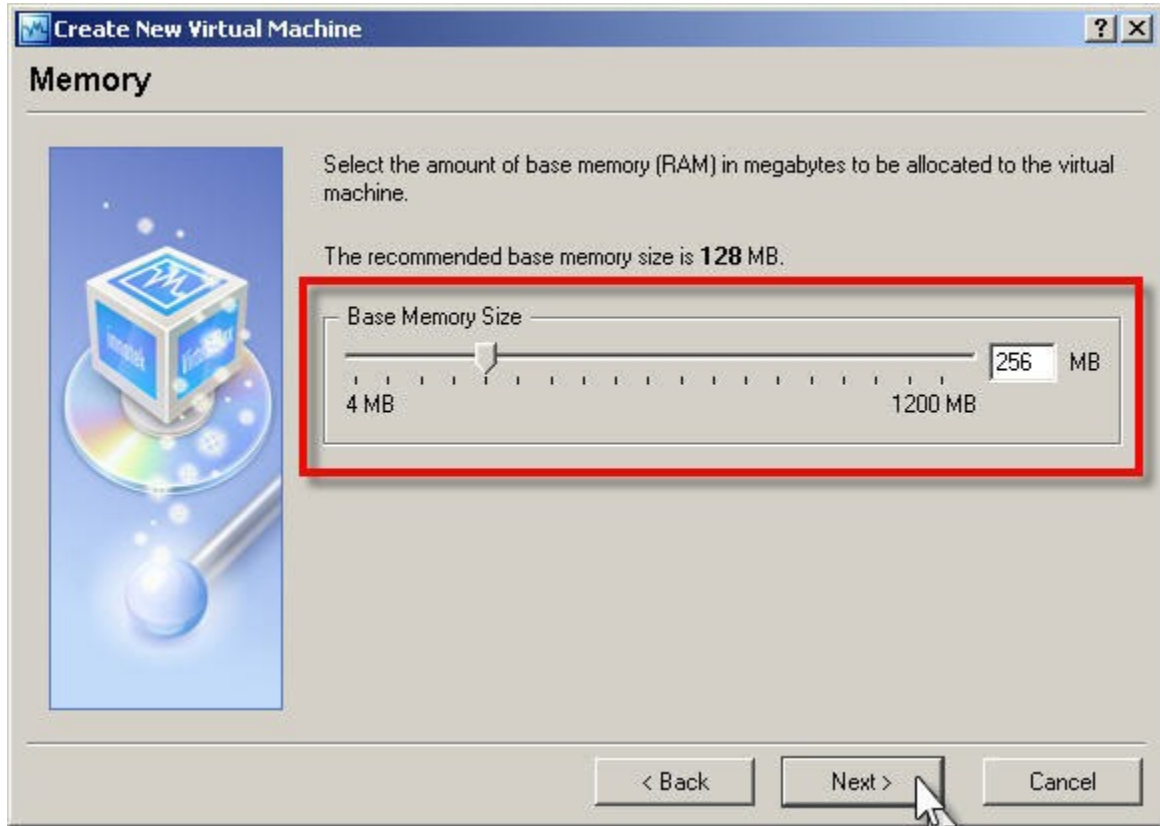 Create New Virtual Machine
? X
Memory
Select the amount of base memory (RAM) in megabytes to be allocated to the virtual
machine.
The recommended base memory size is 128 MB.
Base Memory Size
256 MB
4 MB 1200 MB
innotek
< Back Next > Cancel